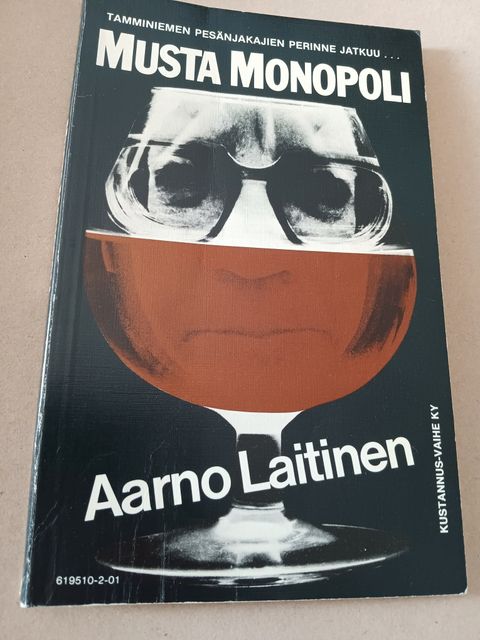 TAMMINIEMEN PESÄNJAKAJIEN PERINNE JATKUU...
MUSTA MONOPOLI
Aarno Laitinen
KUSTANNUS-VAIHE KY
619510-2-01